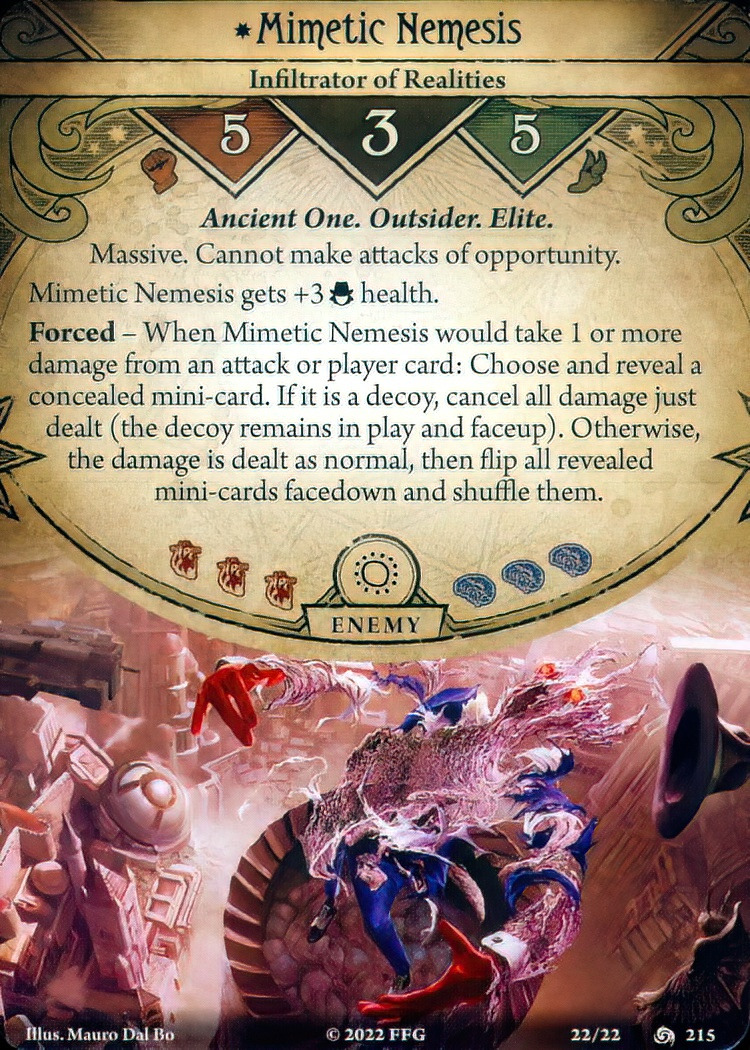 Mimetic Nemesis
Infiltrator of Realities
5 3 5
Ancient One. Outsider. Elite.
Massive. Cannot make attacks of opportunity.
Mimetic Nemesis gets +3 health.
Forced – When Mimetic Nemesis would take 1 or more
damage from an attack or player card: Choose and reveal a
concealed mini-card. If it is a decoy, cancel all damage just
dealt (the decoy remains in play and faceup). Otherwise,
the damage is dealt as normal, then flip all revealed
mini-cards facedown and shuffle them.
ENEMY
Illus. Mauro Dal Bo © 2022 FFG 22/22 215